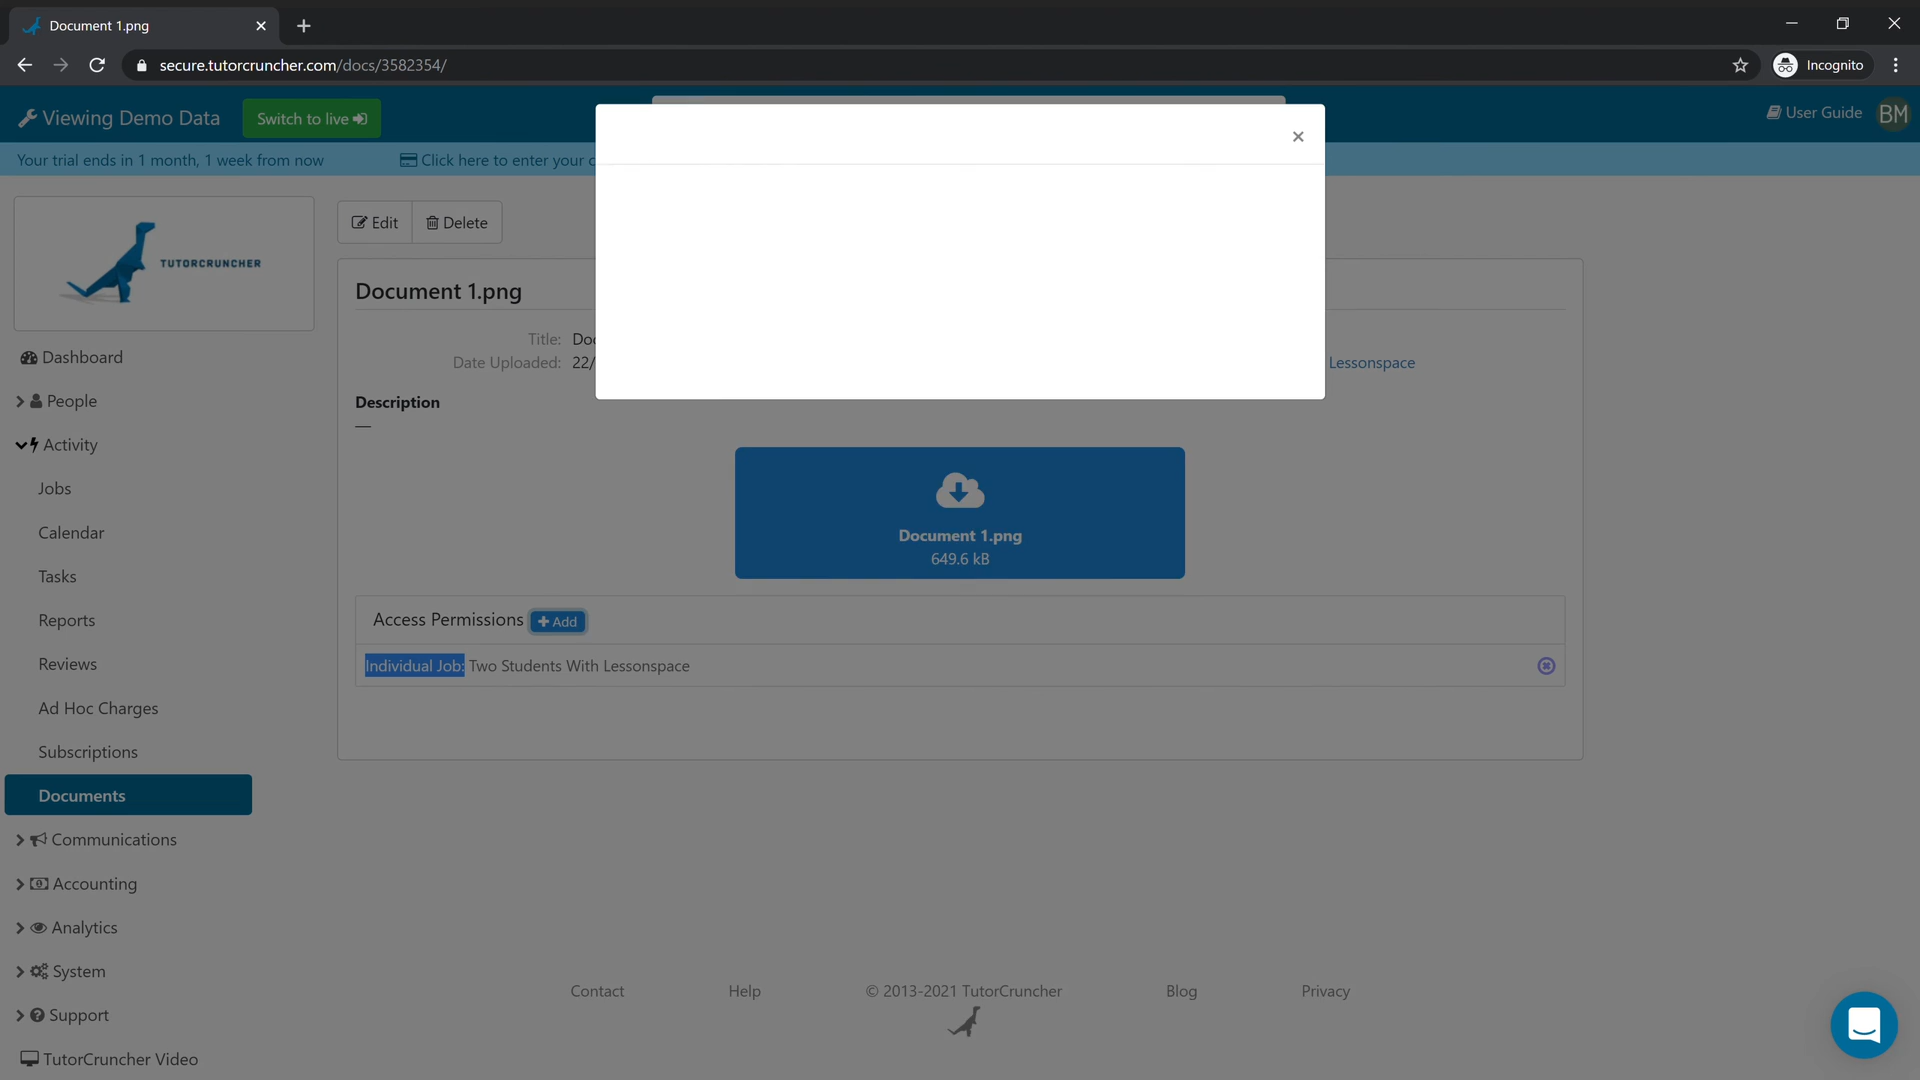 Document 1.png
secure.tutorcruncher.com/docs/3582354/
Incognito
Viewing Demo Data
Switch to live
User Guide
BM
Your trial ends in 1 month, 1 week from now
Click here to enter your c
TUTORCRUNCHER
Edit
Delete
Document 1.png
Title: Doc
Date Uploaded: 22/
Lessonspace
Description
—
Document 1.png
649.6 kB
Access Permissions
+ Add
Individual Job: Two Students With Lessonspace
Dashboard
People
Activity
Jobs
Calendar
Tasks
Reports
Reviews
Ad Hoc Charges
Subscriptions
Documents
Communications
Accounting
Analytics
System
Support
TutorCruncher Video
Contact
Help
© 2013-2021 TutorCruncher
Blog
Privacy